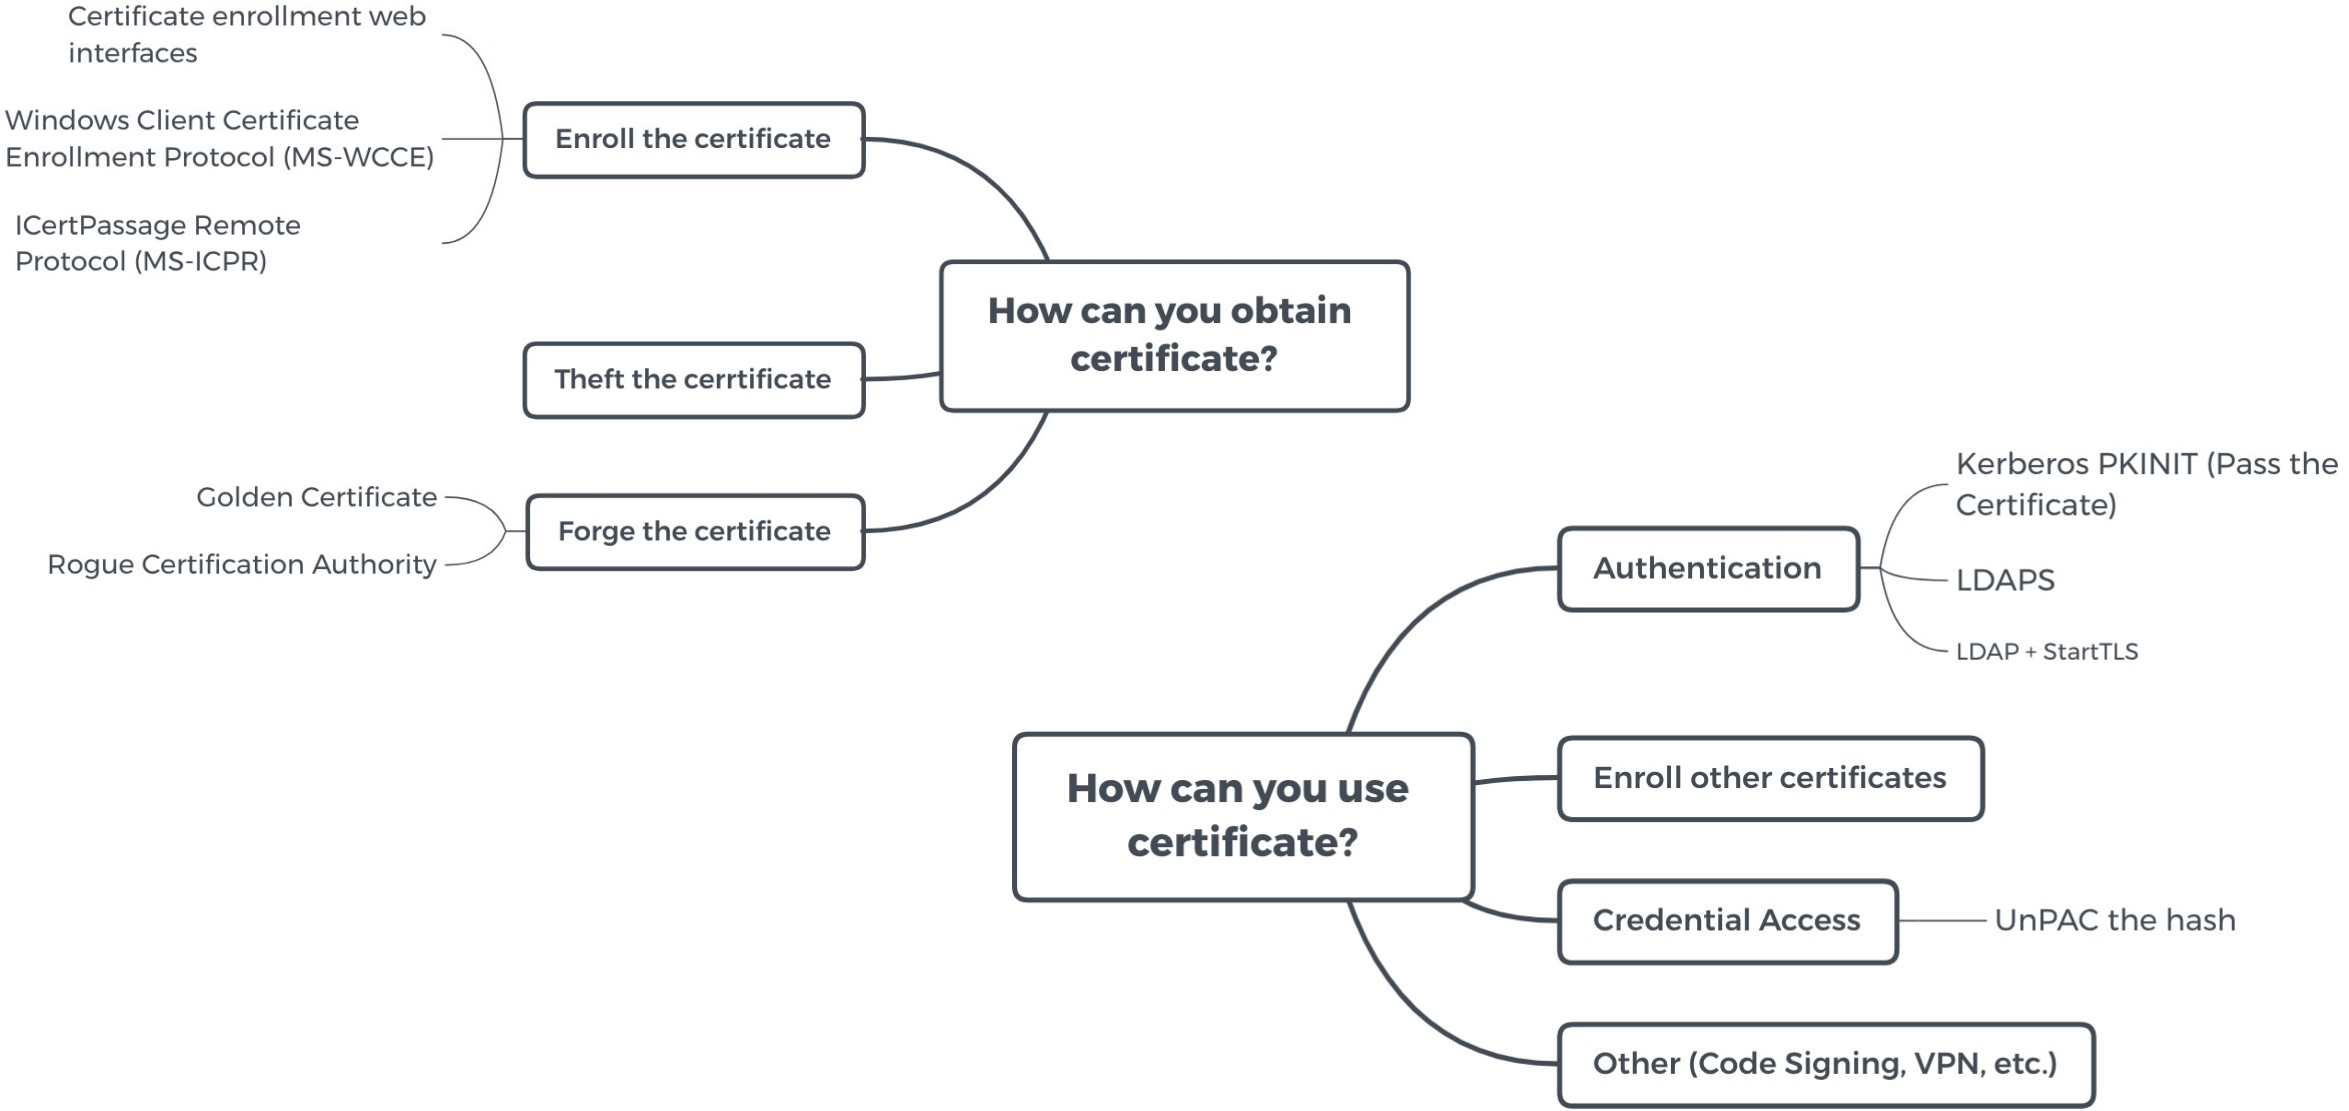 Certificate enrollment web
interfaces
Windows Client Certificate
Enrollment Protocol (MS-WCCE)
ICertPassage Remote
Protocol (MS-ICPR)
Enroll the certificate
How can you obtain
certificate?
Theft the cerrtificate
Golden Certificate
Rogue Certification Authority
Forge the certificate
Kerberos PKINIT (Pass the
Certificate)
Authentication
LDAPS
LDAP + StartTLS
How can you use
certificate?
Enroll other certificates
Credential Access
UnPAC the hash
Other (Code Signing, VPN, etc.)